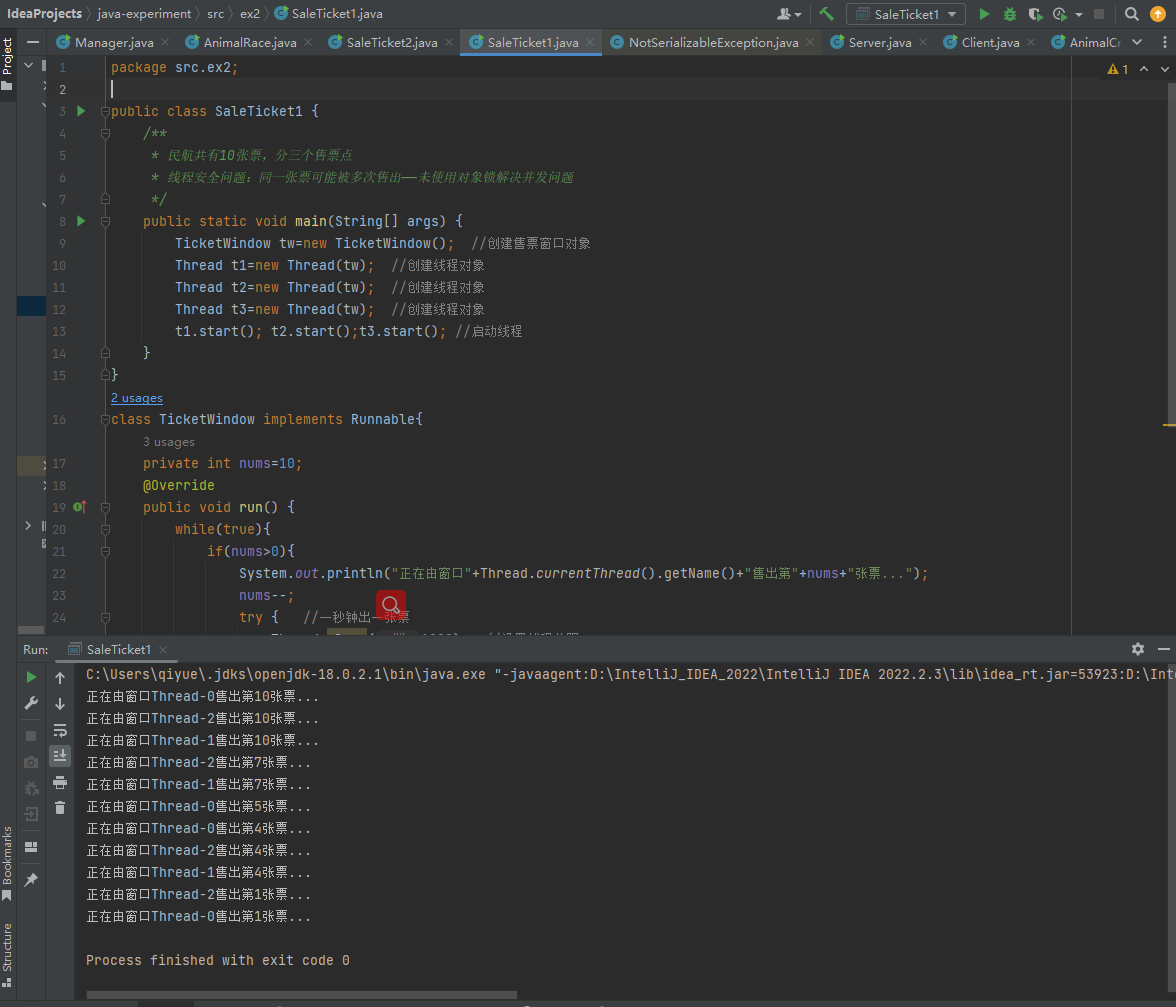 IdeaProjects java-experiment src ex2 SaleTicket1.java
SaleTicket1
Manager.java AnimalRace.java SaleTicket2.java SaleTicket1.java NotSerializableException.java Server.java Client.java AnimalCr
Project
1 package src.ex2;
1
2
3 public class SaleTicket1 {
4 /**
5 * 民航共有10张票，分三个售票点
6 * 线程安全问题：同一张票可能被多次售出——未使用对象锁解决并发问题
7 */
8 public static void main(String[] args) {
9 TicketWindow tw=new TicketWindow(); //创建售票窗口对象
10 Thread t1=new Thread(tw); //创建线程对象
11 Thread t2=new Thread(tw); //创建线程对象
12 Thread t3=new Thread(tw); //创建线程对象
13 t1.start(); t2.start();t3.start(); //启动线程
14 }
15 }
2 usages
16 class TicketWindow implements Runnable{
3 usages
17 private int nums=10;
18 @Override
19 public void run() {
20 while(true){
21 if(nums>0){
22 System.out.println("正在由窗口"+Thread.currentThread().getName()+"售出第"+nums+"张票...");
23 nums--;
24 try { //一秒钟出一张票
Run: SaleTicket1
C:\Users\qiyue\.jdks\openjdk-18.0.2.1\bin\java.exe "-javaagent:D:\IntelliJ_IDEA_2022\IntelliJ IDEA 2022.2.3\lib\idea_rt.jar=53923:D:\Int
正在由窗口Thread-0售出第10张票...
正在由窗口Thread-2售出第10张票...
正在由窗口Thread-1售出第10张票...
正在由窗口Thread-2售出第7张票...
正在由窗口Thread-1售出第7张票...
正在由窗口Thread-0售出第5张票...
正在由窗口Thread-0售出第4张票...
正在由窗口Thread-2售出第4张票...
正在由窗口Thread-1售出第4张票...
正在由窗口Thread-2售出第1张票...
正在由窗口Thread-0售出第1张票...
Process finished with exit code 0
Bookmarks
Structure